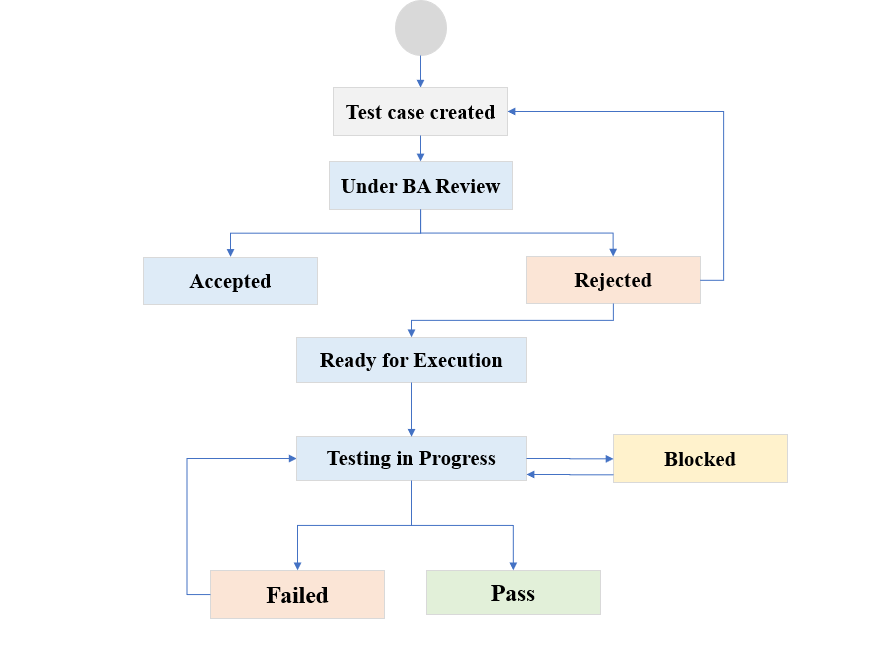 Test case created
Under BA Review
Accepted
Rejected
Ready for Execution
Testing in Progress
Blocked
Failed
Pass